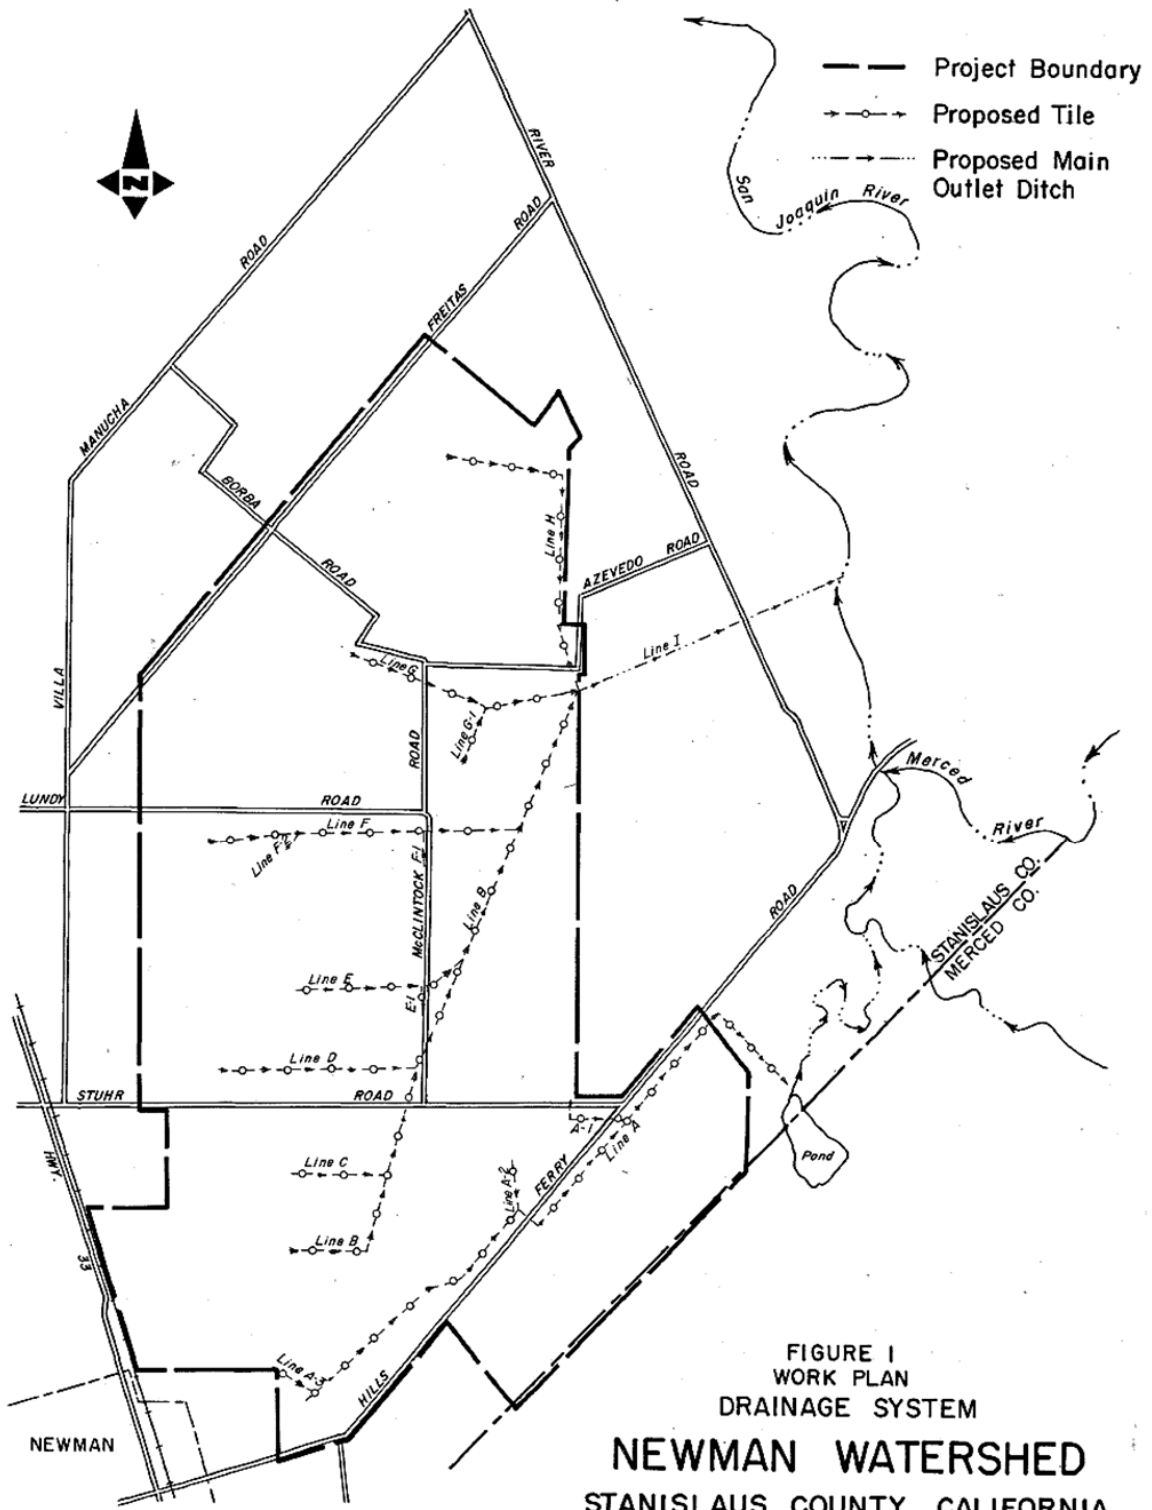 Project Boundary
Proposed Tile
Proposed Main
Outlet Ditch
N
RIVER
ROAD
San
Joaquin River
ROAD
FREITAS
MANUCHA
ROAD
BORBA
ROAD
Line H
AZEVEDO ROAD
Line I
Line G
Line G-1
VILLA
ROAD
LUNDY
ROAD
Merced
River
Line F
Line F-1
F-1
McCLINTOCK
Line B
ROAD
STANISLAUS CO.
MERCED CO.
Line E
E-1
Line D
STUHR
ROAD
A-1
Line A
Pond
HWY.
Line C
Line A-2
FERRY
Line B
33
Line A-3
HILLS
NEWMAN
FIGURE 1
WORK PLAN
DRAINAGE SYSTEM
NEWMAN WATERSHED
STANISLAUS COUNTY, CALIFORNIA